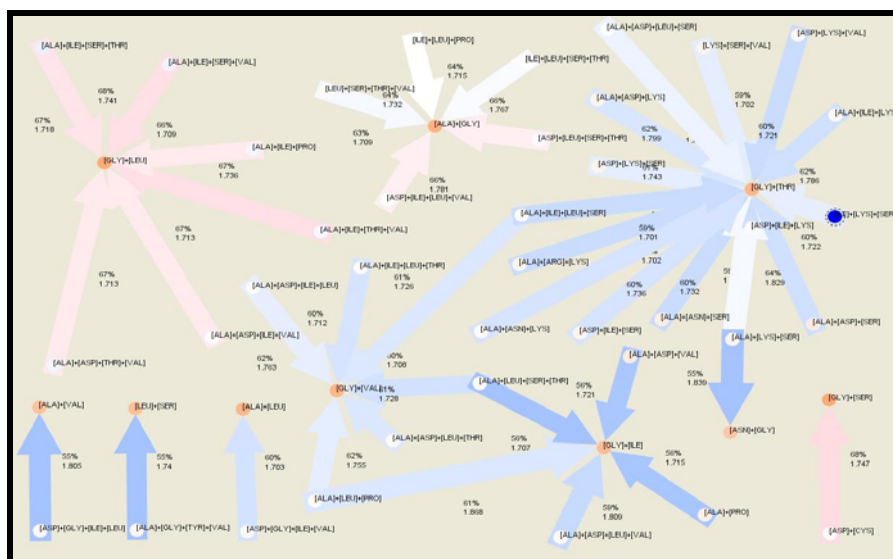 [ALA]+[ILE]+[SER]+[THR]
[ALA]+[ILE]+[SER]+[VAL]
68%
1.741
67%
1.718
66%
1.709
[ALA]+[ILE]+[PRO]
[GLY]+[LEU]
67%
1.736
[ALA]+[ILE]+[THR]+[VAL]
67%
1.713
67%
1.713
[ALA]+[ASP]+[ILE]+[VAL]
[ALA]+[ASP]+[THR]+[VAL]
[ILE]+[LEU]+[PRO]
64%
1.715
[ILE]+[LEU]+[SER]+[THR]
[LEU]+[SER]+[THR]+[VAL]
64%
1.732
66%
1.767
[ALA]+[GLY]
63%
1.709
[ASP]+[LEU]+[SER]+[THR]
66%
1.781
[ASP]+[ILE]+[LEU]+[VAL]
[ALA]+[ASP]+[LEU]+[SER]
[LYS]+[SER]+[VAL]
[ASP]+[LYS]+[VAL]
59%
1.702
[ALA]+[ASP]+[LYS]
[ALA]+[ILE]+[LYS]
62%
1.799
60%
1.721
[ASP]+[LYS]+[SER]
1.743
62%
1.786
[GLY]+[THR]
[ALA]+[ILE]+[LEU]+[SER]
+[LYS]+[SER]
[ASP]+[ILE]+[LYS]
59%
1.701
60%
1.722
[ALA]+[ARG]+[LYS]
1.702
60%
1.736
60%
1.732
64%
1.829
[ALA]+[ASN]+[LYS]
[ASP]+[ILE]+[SER]
[ALA]+[ASN]+[SER]
[ALA]+[ASP]+[SER]
[ALA]+[LYS]+[SER]
[ALA]+[ILE]+[LEU]+[THR]
[ALA]+[ASP]+[ILE]+[LEU]
61%
1.726
60%
1.712
62%
1.763
1.708
[ALA]+[ASP]+[VAL]
[GLY]+[VAL]
1.728
[ALA]+[LEU]+[SER]+[THR]
56%
1.721
55%
1.839
[ALA]+[VAL]
[LEU]+[SER]
[ALA]+[LEU]
[GLY]+[SER]
[ALA]+[ASP]+[LEU]+[THR]
[GLY]+[ILE]
[ASN]+[GLY]
56%
1.707
55%
1.805
55%
1.74
60%
1.703
62%
1.755
56%
1.715
68%
1.747
[ALA]+[LEU]+[PRO]
61%
1.868
59%
1.809
[ALA]+[PRO]
[ASP]+[GLY]+[ILE]+[LEU]
[ALA]+[GLY]+[TYR]+[VAL]
[ASP]+[GLY]+[ILE]+[VAL]
[ALA]+[ASP]+[LEU]+[VAL]
[ASP]+[CYS]